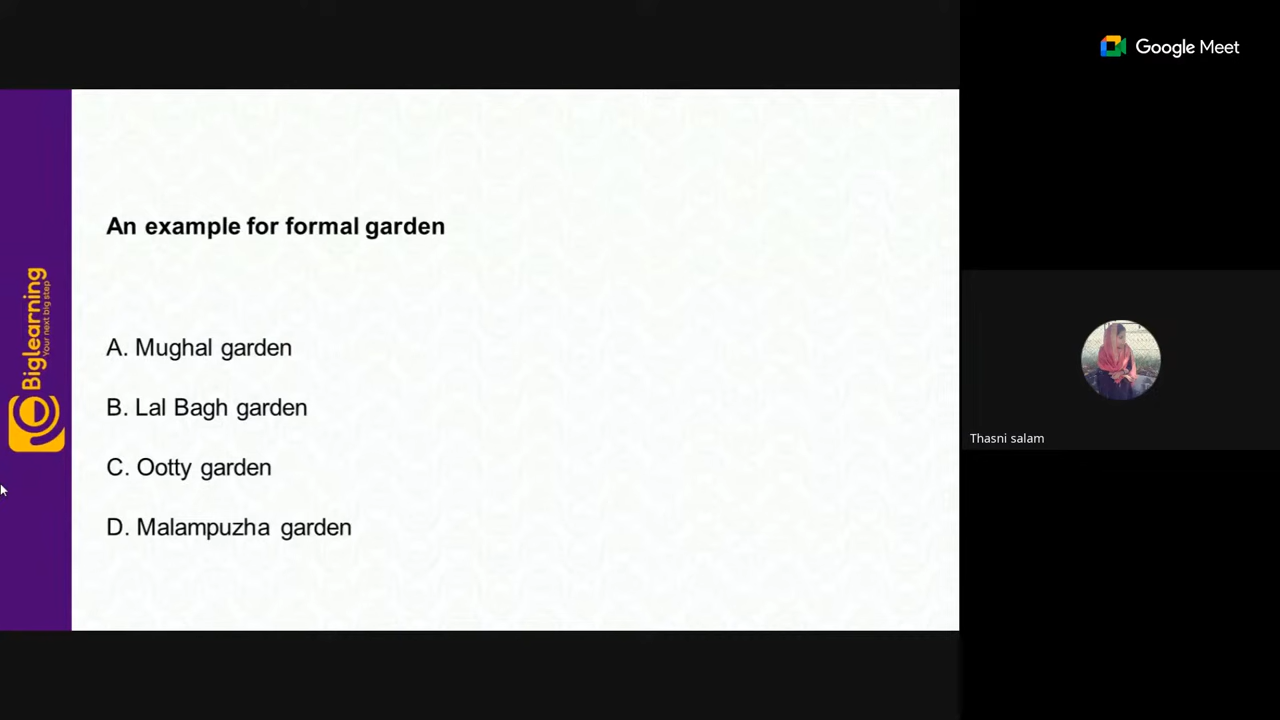 Google Meet
An example for formal garden
A. Mughal garden
B. Lal Bagh garden
C. Ootty garden
D. Malampuzha garden
Biglearning
Your next big step
Thasni salam